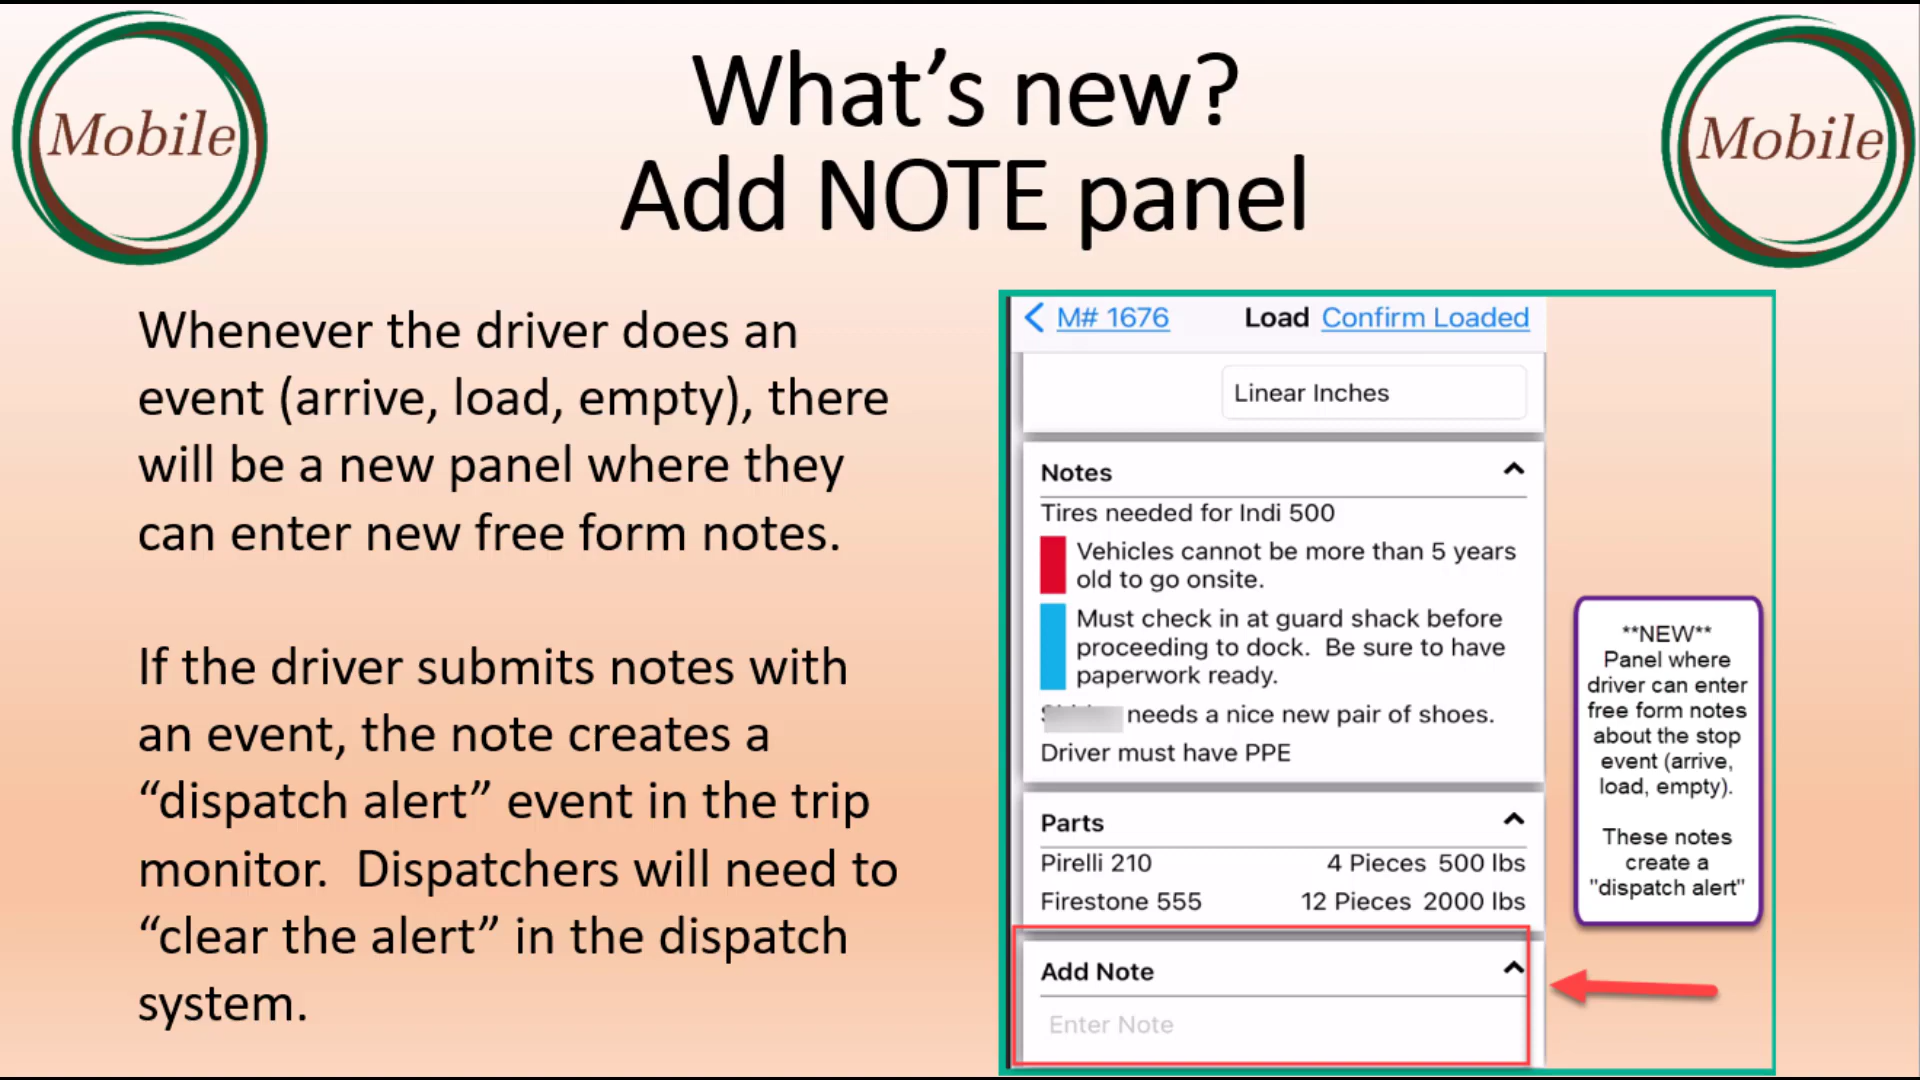 Mobile
What's new?
Add NOTE panel
Mobile
Whenever the driver does an
event (arrive, load, empty), there
will be a new panel where they
can enter new free form notes.
If the driver submits notes with
an event, the note creates a
“dispatch alert” event in the trip
monitor.  Dispatchers will need to
“clear the alert” in the dispatch
system.
M# 1676
Load
Confirm Loaded
Linear Inches
Notes
Tires needed for Indi 500
Vehicles cannot be more than 5 years
old to go onsite.
Must check in at guard shack before
proceeding to dock.  Be sure to have
paperwork ready.
needs a nice new pair of shoes.
Driver must have PPE
Parts
Pirelli 210 4 Pieces 500 lbs
Firestone 555 12 Pieces 2000 lbs
Add Note
Enter Note
**NEW**
Panel where
driver can enter
free form notes
about the stop
event (arrive,
load, empty).
These notes
create a
"dispatch alert"